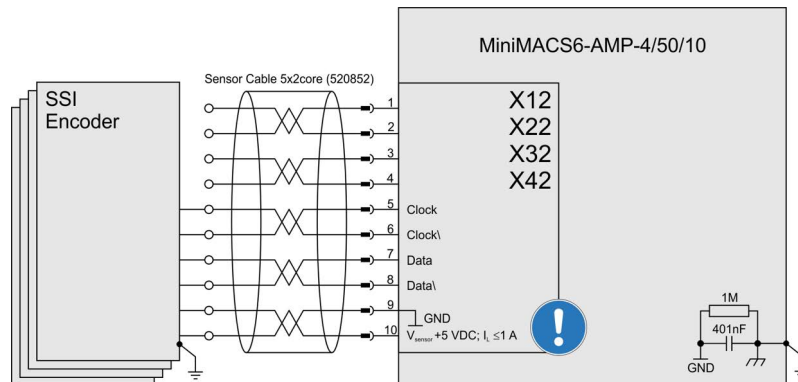 MiniMACS6-AMP-4/50/10
Sensor Cable 5x2core (520852)
SSI
Encoder
X12
X22
X32
X42
1
2
3
4
5 Clock
6 Clock\
7 Data
8 Data\
9 GND
10 Vsensor +5 VDC; IL ≤1 A
!
1M
401nF
GND